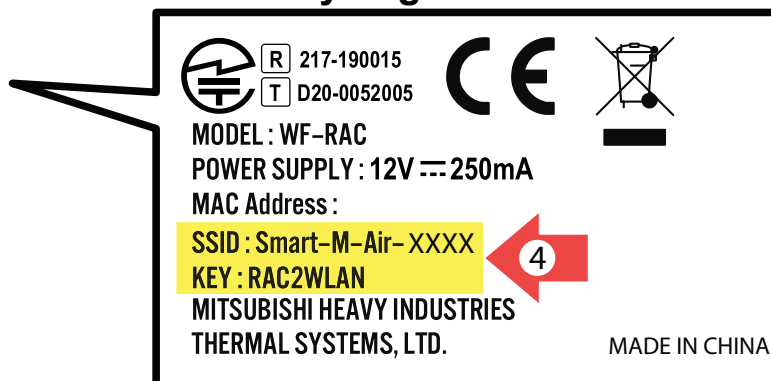 R 217-190015
T D20-0052005
CE
MODEL : WF-RAC
POWER SUPPLY : 12V ⎓ 250mA
MAC Address :
SSID : Smart-M-Air-XXXX
KEY : RAC2WLAN
4
MITSUBISHI HEAVY INDUSTRIES
THERMAL SYSTEMS, LTD.
MADE IN CHINA